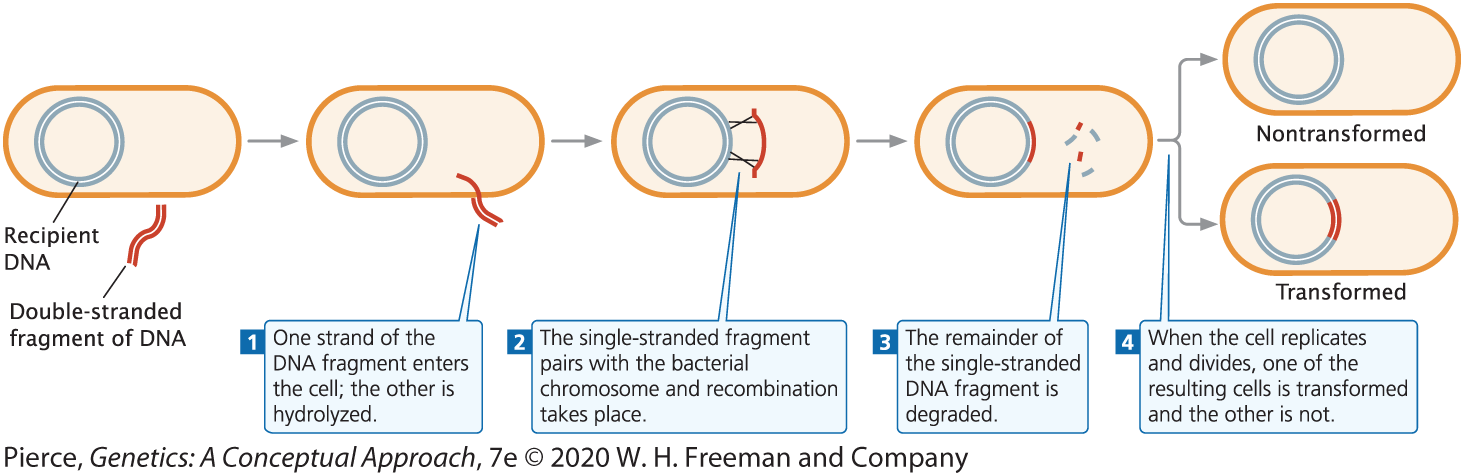 Recipient
DNA
Double-stranded
fragment of DNA
1 One strand of the
DNA fragment enters
the cell; the other is
hydrolyzed.
2 The single-stranded fragment
pairs with the bacterial
chromosome and recombination
takes place.
3 The remainder of
the single-stranded
DNA fragment is
degraded.
4 When the cell replicates
and divides, one of the
resulting cells is transformed
and the other is not.
Nontransformed
Transformed
Pierce, Genetics: A Conceptual Approach, 7e © 2020 W. H. Freeman and Company